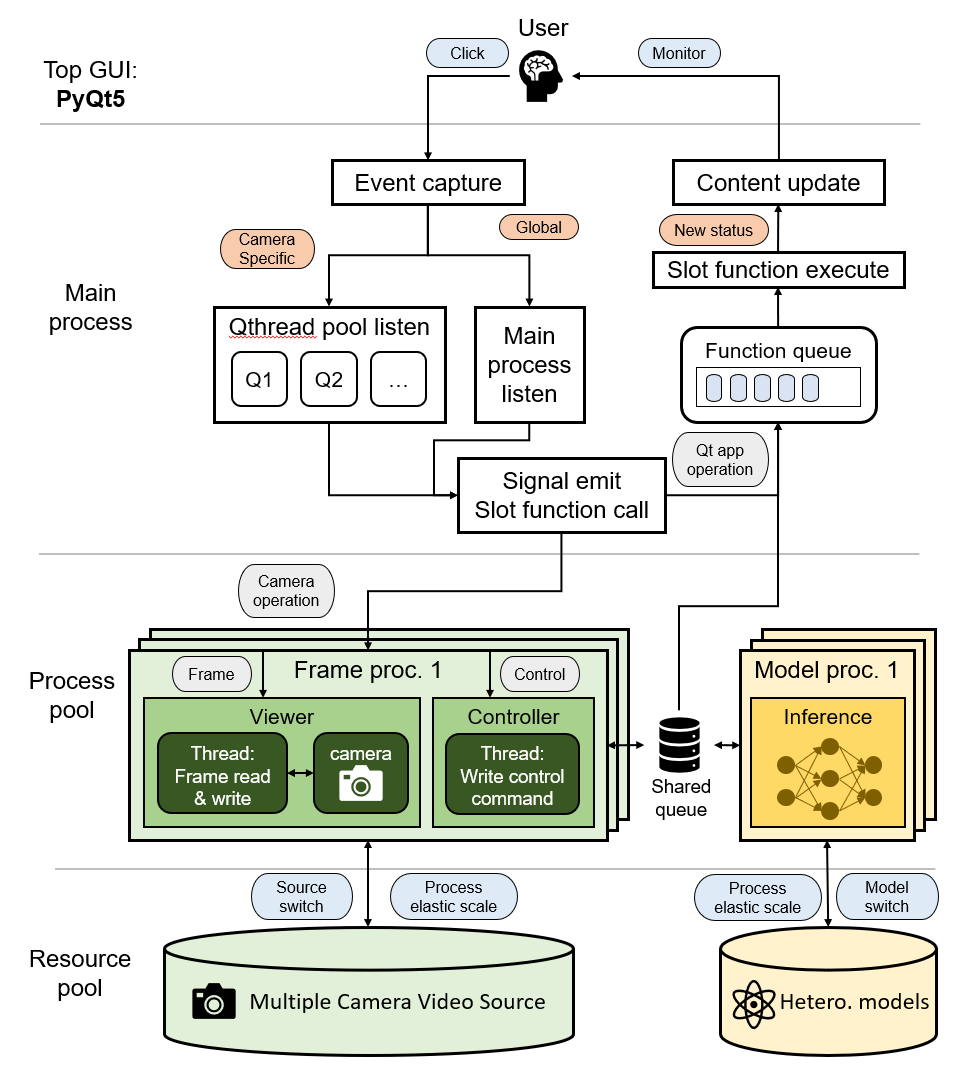 User
Click
Monitor
Top GUI:
PyQt5
Event capture
Content update
Camera
Specific
Global
New status
Slot function execute
Main
process
Qthread pool listen
Q1
Q2
...
Main
process
listen
Function queue
Qt app
operation
Signal emit
Slot function call
Camera
operation
Process
pool
Frame
Frame proc. 1
Control
Model proc. 1
Viewer
Controller
Inference
Thread:
Frame read
& write
camera
Thread:
Write control
command
Shared
queue
Source
switch
Process
elastic scale
Process
elastic scale
Model
switch
Resource
pool
Multiple Camera Video Source
Hetero. models